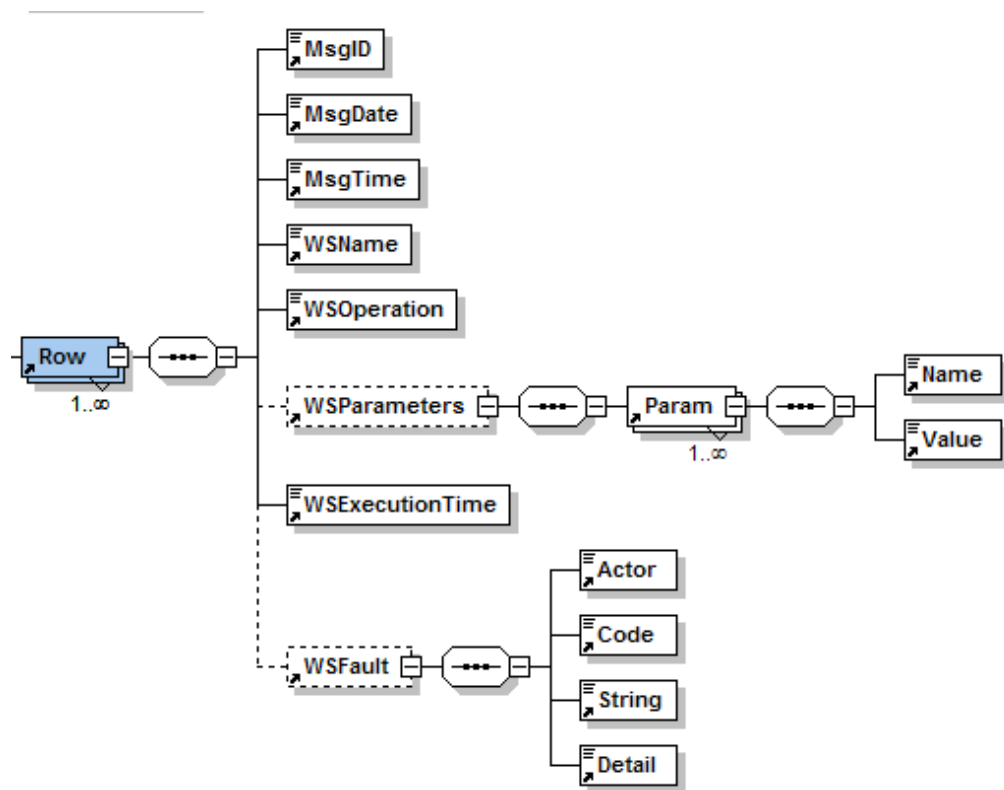 MsgID
MsgDate
MsgTime
WSName
WSOperation
Row
1..∞
WSParameters
Param
1..∞
Name
Value
WSExecutionTime
WSFault
Actor
Code
String
Detail